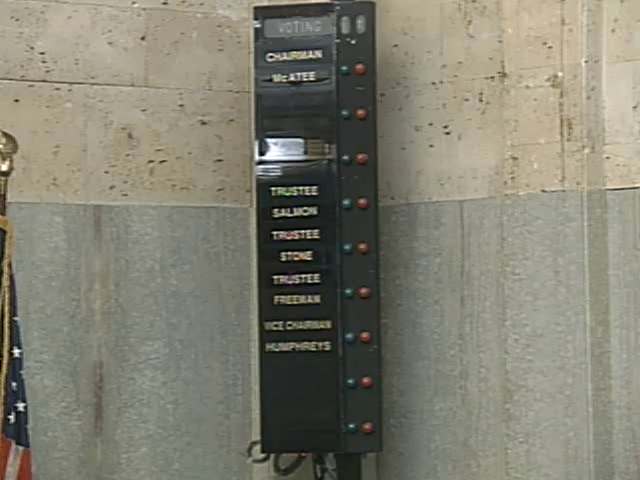 VOTING
CHAIRMAN
McATEE
TRUSTEE
SALMON
TRUSTEE
STONE
TRUSTEE
FREEMAN
VICE CHAIRMAN
HUMPHREYS